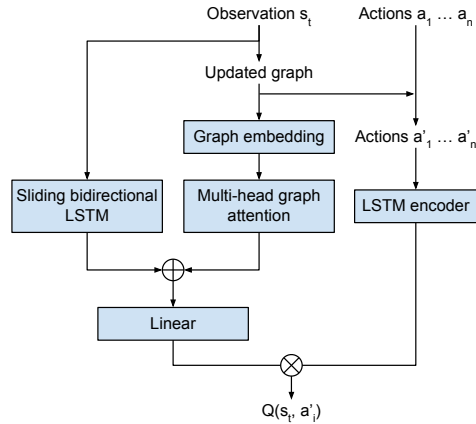 Observation s_t
Actions a_1 … a_n
Updated graph
Graph embedding
Actions a'_1 … a'_n
Sliding bidirectional
LSTM
Multi-head graph
attention
LSTM encoder
Linear
Q(s_t, a'_i)